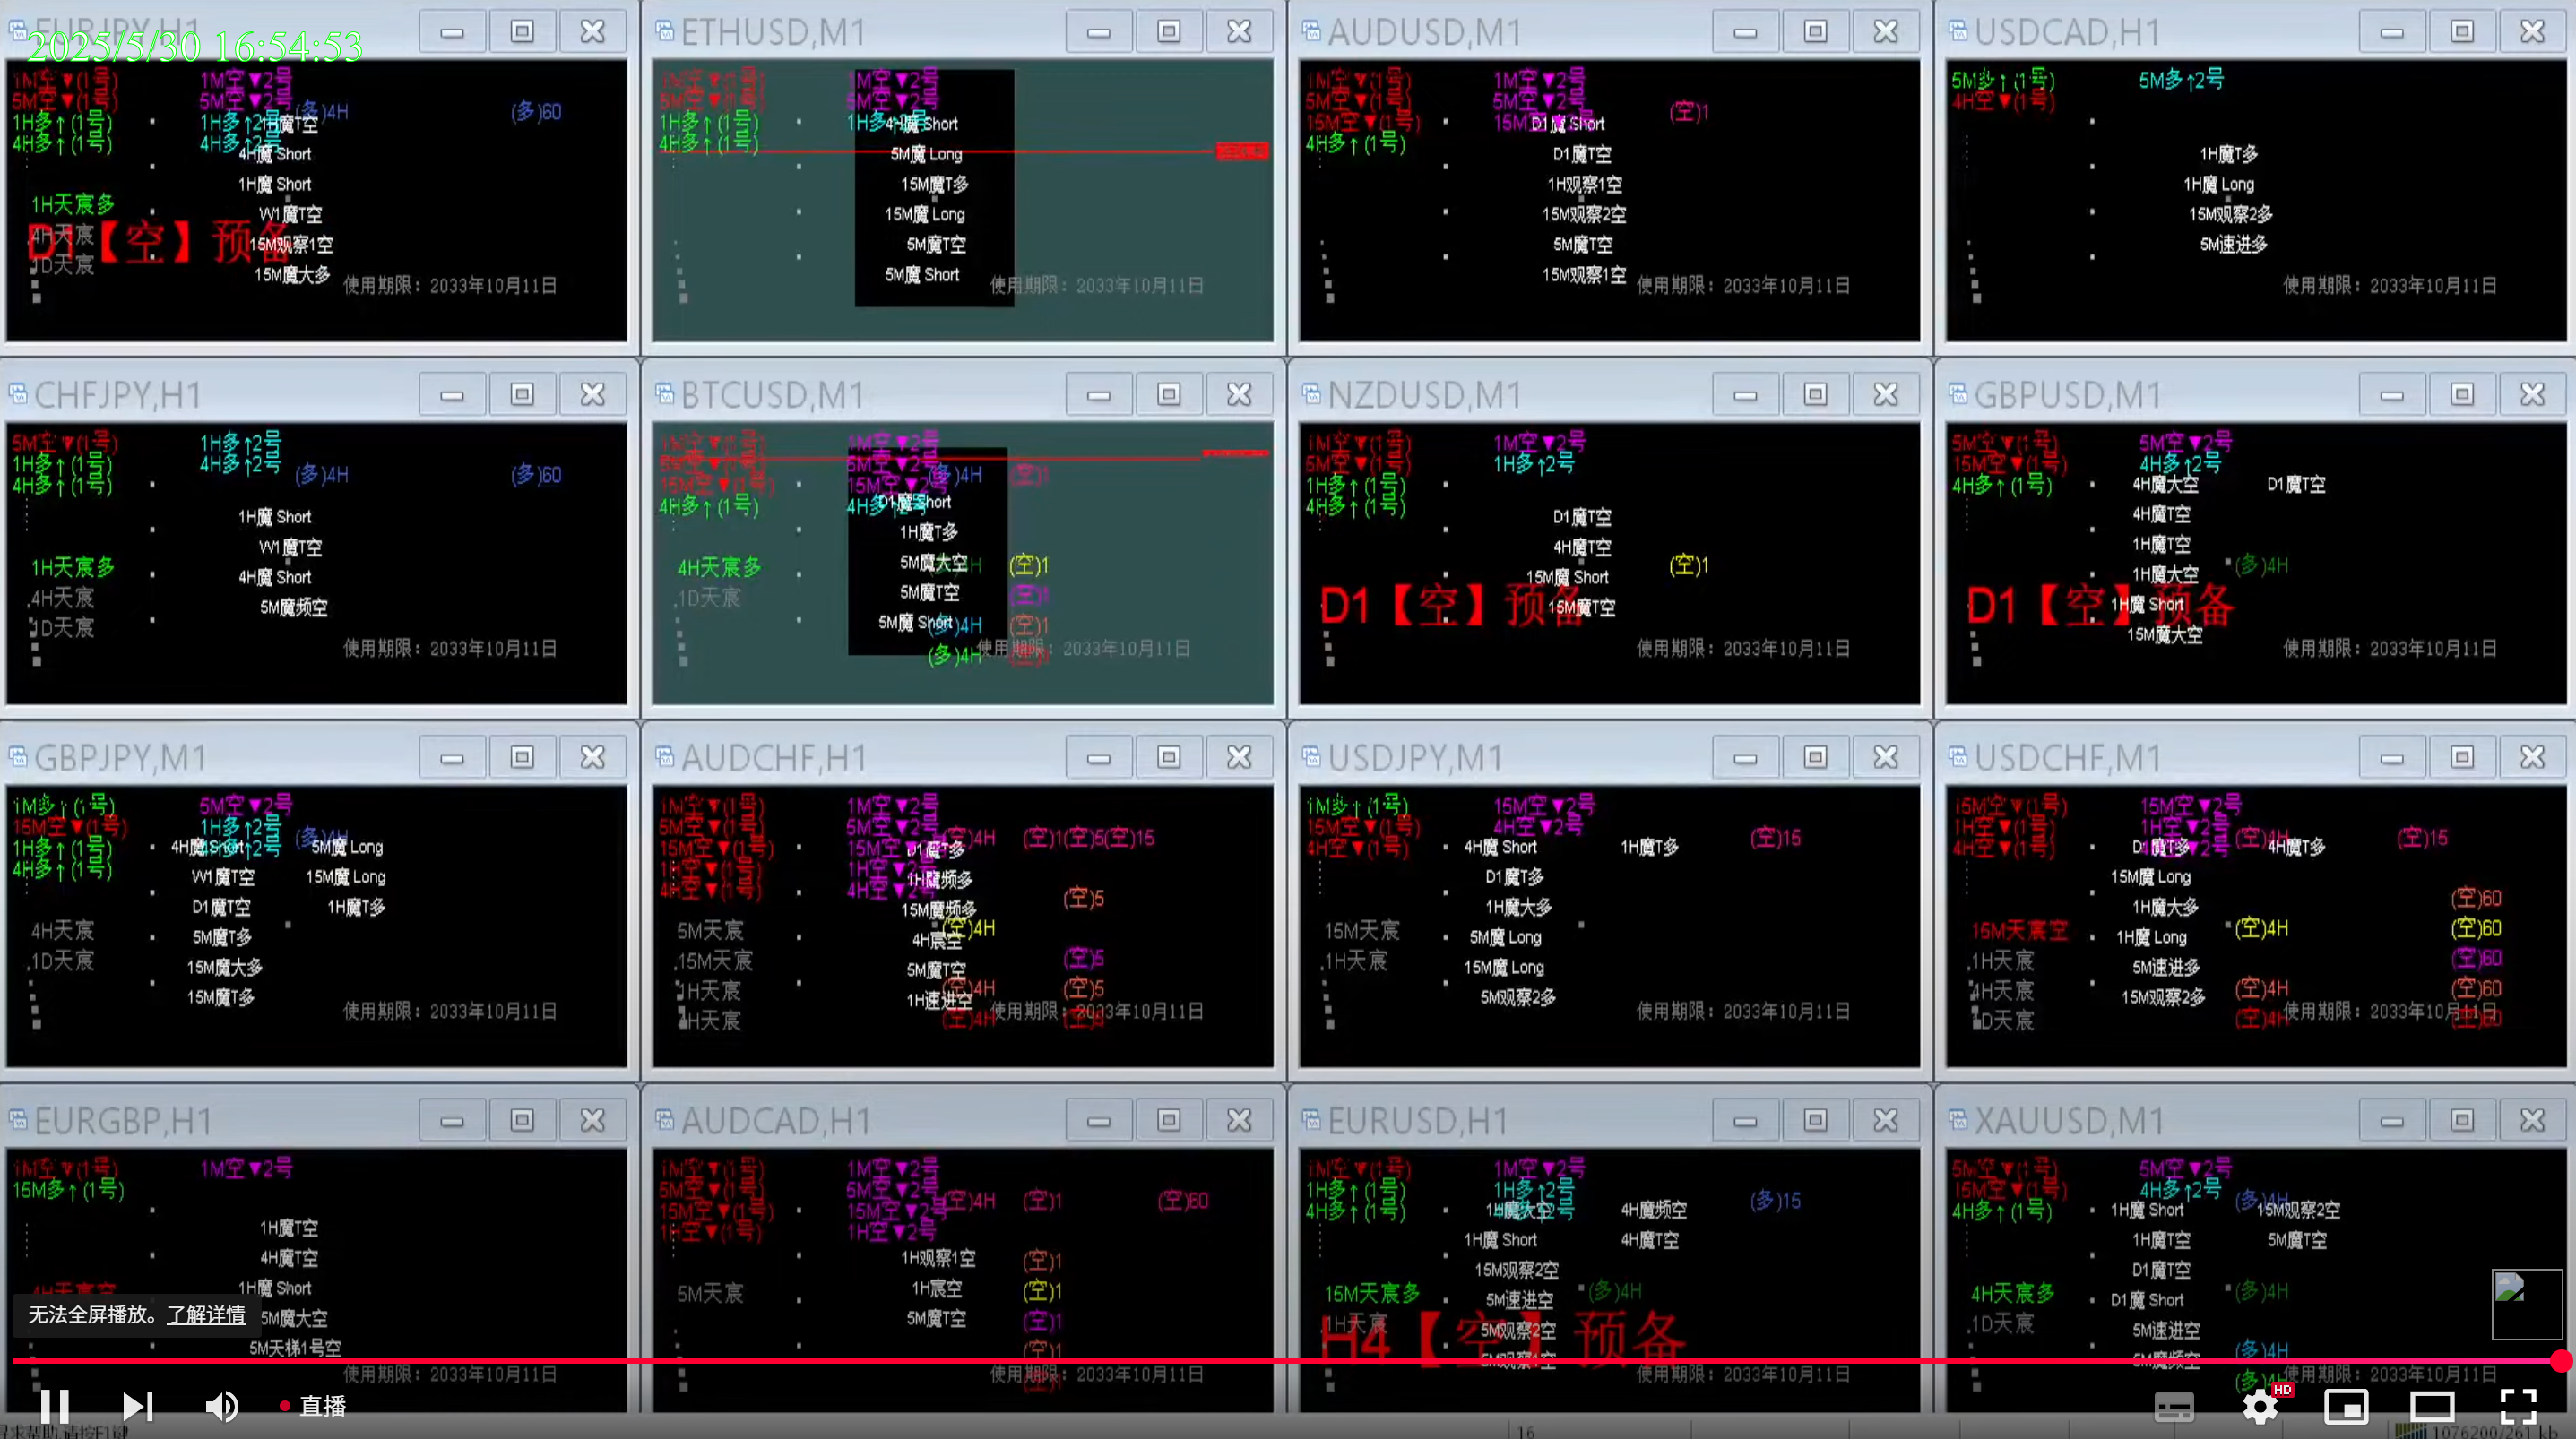 2025/5/30 16:54:53
EURJPY,H1
1M空▼(1号) 1M空▼2号
5M空▼(1号) 5M空▼2号
1H多↑(1号) 1H多↑2号 (多)4H (多)60
4H多↑(1号) 4H多↑2号
1H魔T空
4H魔 Short
1H魔 Short
1H天宸多
W1魔T空
4H天宸
D1【空】预备
15M观察1空
1D天宸
15M魔大多
使用期限：2033年10月11日
ETHUSD,M1
1M空▼(1号) 1M空▼2号
5M空▼(1号) 5M空▼2号
1H多↑(1号) 1H多↑2号
4H多↑(1号)
4H魔 Short
5M魔 Long
15M魔T多
15M魔 Long
5M魔T空
5M魔 Short
使用期限：2033年10月11日
AUDUSD,M1
1M空▼(1号) 1M空▼2号
5M空▼(1号) 5M空▼2号 (空)1
15M空▼(1号) 15M空▼2号
4H多↑(1号)
D1魔 Short
D1魔T空
1H观察1空
15M观察2空
5M魔T空
15M观察1空
使用期限：2033年10月11日
USDCAD,H1
5M多↑(1号) 5M多↑2号
4H空▼(1号)
1H魔T多
1H魔 Long
15M观察2多
5M速进多
使用期限：2033年10月11日
CHFJPY,H1
5M空▼(1号) 1H多↑2号
1H多↑(1号) 4H多↑2号
4H多↑(1号) (多)4H (多)60
1H魔 Short
W1魔T空
1H天宸多 4H魔 Short
4H天宸 5M魔频空
1D天宸
使用期限：2033年10月11日
BTCUSD,M1
1M空▼(1号) 1M空▼2号
5M空▼(1号) 5M空▼2号 (多)4H (空)1
15M空▼(1号) 15M空▼2号
4H多↑(1号) 4H多↑2号
D1魔 Short
1H魔T多
4H天宸多 5M魔大空 (空)1
1D天宸 5M魔T空 (空)1
5M魔 Short (多)4H (空)1
(多)4H
使用期限：2033年10月11日
NZDUSD,M1
1M空▼(1号) 1M空▼2号
5M空▼(1号) 1H多↑2号
1H多↑(1号)
4H多↑(1号)
D1魔T空
4H魔T空 (空)1
15M魔 Short
D1【空】预备
15M魔T空
使用期限：2033年10月11日
GBPUSD,M1
5M空▼(1号) 5M空▼2号
15M空▼(1号) 4H多↑2号
4H多↑(1号) 4H魔大空 D1魔T空
4H魔T空
1H魔T空 (多)4H
1H魔大空
1H魔 Short
D1【空】预备
15M魔大空
使用期限：2033年10月11日
GBPJPY,M1
1M多↑(1号) 5M空▼2号
15M空▼(1号) 1H多↑2号 (多)4H
1H多↑(1号) 4H多↑2号
4H多↑(1号)
4H魔 Short 5M魔 Long
W1魔T空 15M魔 Long
D1魔T空 1H魔T多
4H天宸 5M魔T多
1D天宸 15M魔大多
15M魔T多
使用期限：2033年10月11日
AUDCHF,H1
1M空▼(1号) 1M空▼2号
5M空▼(1号) 5M空▼2号 (空)4H (空)1(空)5(空)15
15M空▼(1号) 15M空▼2号
1H空▼(1号) 1H空▼2号
4H空▼(1号) 4H空▼2号
D1魔T多
1H魔频多 (空)5
15M魔频多
5M天宸 4H宸空 (空)4H
15M天宸 5M魔T空 (空)5
1H天宸 1H速进空 (空)4H (空)5
4H天宸 (空)4H
使用期限：2033年10月11日
USDJPY,M1
1M多↑(1号) 15M空▼2号
15M空▼(1号) 4H空▼2号 (空)15
4H空▼(1号)
4H魔 Short 1H魔T多
D1魔T多
1H魔大多
15M天宸 5M魔 Long
1H天宸 15M魔 Long
5M观察2多
使用期限：2033年10月11日
USDCHF,M1
15M空▼(1号) 15M空▼2号
1H空▼(1号) 1H空▼2号 (空)4H (空)15
4H空▼(1号) 4H空▼2号
D1魔T多 4H魔T多
15M魔 Long
1H魔大多 (空)60
15M天宸空 1H魔 Long (空)4H (空)60
1H天宸 5M速进多 (空)60
4H天宸 15M观察2多 (空)4H (空)60
1D天宸 (空)4H (空)60
使用期限：2033年10月11日
EURGBP,H1
1M空▼(1号) 1M空▼2号
15M多↑(1号)
1H魔T空
4H魔T空
4H天宸空 1H魔 Short
5M魔大空
5M天梯1号空
使用期限：2033年10月11日
AUDCAD,H1
1M空▼(1号) 1M空▼2号
5M空▼(1号) 5M空▼2号 (空)4H (空)1 (空)60
15M空▼(1号) 15M空▼2号
1H空▼(1号) 1H空▼2号
1H观察1空 (空)1
5M天宸 1H宸空 (空)1
5M魔T空 (空)1
(空)1
使用期限：2033年10月11日
EURUSD,H1
1M空▼(1号) 1M空▼2号
1H多↑(1号) 1H多↑2号 (多)15
4H多↑(1号) 4H多↑2号
1H魔大空 4H魔频空
1H魔 Short 4H魔T空
15M观察2空
15M天宸多 5M速进空 (多)4H
1H天宸 5M观察2空
H4【空】预备
5M观察1空
使用期限：2033年10月11日
XAUUSD,M1
5M空▼(1号) 5M空▼2号
15M空▼(1号) 4H多↑2号 (多)4H
4H多↑(1号) 1H魔 Short 15M观察2空
1H魔T空 5M魔T空
D1魔T空
4H天宸多 D1魔 Short (多)4H
1D天宸 5M速进空
(多)4H
(多)4H
使用期限：2033年10月11日
无法全屏播放。了解详情
直播
HD
16
1076200/261 kb